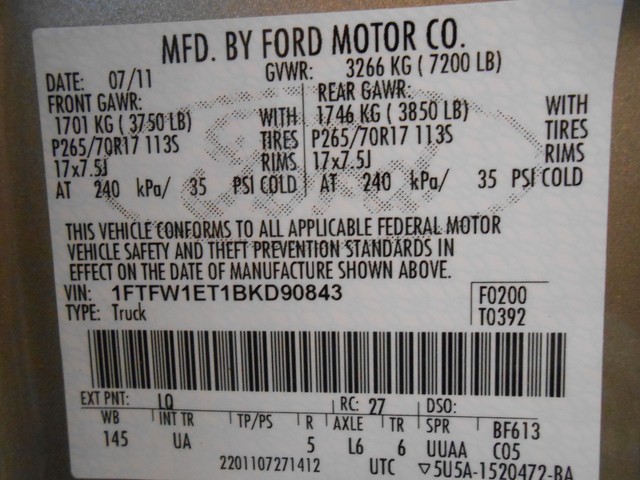 MFD. BY FORD MOTOR CO.
DATE: 07/11 GVWR: 3266 KG ( 7200 LB)
FRONT GAWR: REAR GAWR:
1701 KG ( 3750 LB) WITH 1746 KG ( 3850 LB) WITH
P265/70R17 113S TIRES P265/70R17 113S TIRES
17x7.5J RIMS 17x7.5J RIMS
AT 240 kPa/ 35 PSI COLD AT 240 kPa/ 35 PSI COLD
THIS VEHICLE CONFORMS TO ALL APPLICABLE FEDERAL MOTOR
VEHICLE SAFETY AND THEFT PREVENTION STANDARDS IN
EFFECT ON THE DATE OF MANUFACTURE SHOWN ABOVE.
VIN: 1FTFW1ET1BKD90843 F0200
TYPE: Truck T0392
EXT PNT: LQ RC: 27 DSO:
WB INT TR TP/PS R AXLE TR SPR BF613
145 UA 5 L6 6 UUAA C05
2201107271412 UTC ▽5U5A-1520472-BA